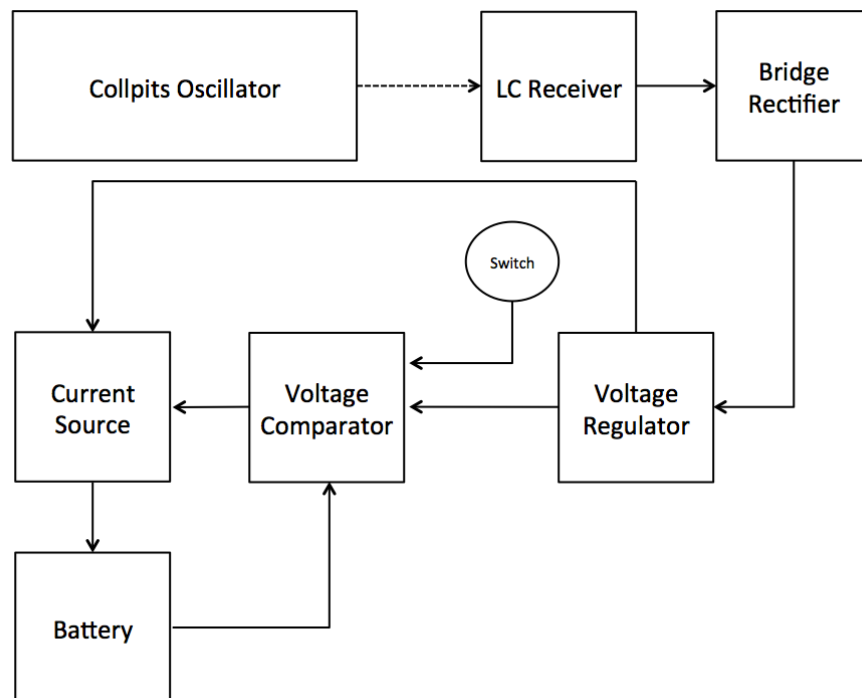 Collpits Oscillator
LC Receiver
Bridge
Rectifier
Switch
Current
Source
Voltage
Comparator
Voltage
Regulator
Battery